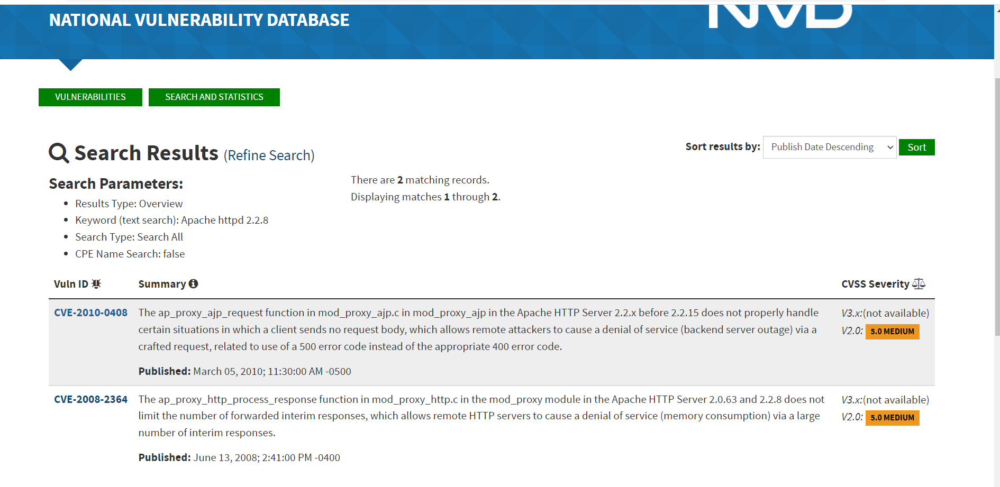 NATIONAL VULNERABILITY DATABASE
NVD
VULNERABILITIES
SEARCH AND STATISTICS
Search Results (Refine Search)
Sort results by: Publish Date Descending Sort
Search Parameters:
• Results Type: Overview
• Keyword (text search): Apache httpd 2.2.8
• Search Type: Search All
• CPE Name Search: false
There are 2 matching records.
Displaying matches 1 through 2.
Vuln ID Summary CVSS Severity
CVE-2010-0408
The ap_proxy_ajp_request function in mod_proxy_ajp.c in mod_proxy_ajp in the Apache HTTP Server 2.2.x before 2.2.15 does not properly handle
certain situations in which a client sends no request body, which allows remote attackers to cause a denial of service (backend server outage) via a
crafted request, related to use of a 500 error code instead of the appropriate 400 error code.
Published: March 05, 2010; 11:30:00 AM -0500
V3.x:(not available)
V2.0: 5.0 MEDIUM
CVE-2008-2364
The ap_proxy_http_process_response function in mod_proxy_http.c in the mod_proxy module in the Apache HTTP Server 2.0.63 and 2.2.8 does not
limit the number of forwarded interim responses, which allows remote HTTP servers to cause a denial of service (memory consumption) via a large
number of interim responses.
Published: June 13, 2008; 2:41:00 PM -0400
V3.x:(not available)
V2.0: 5.0 MEDIUM